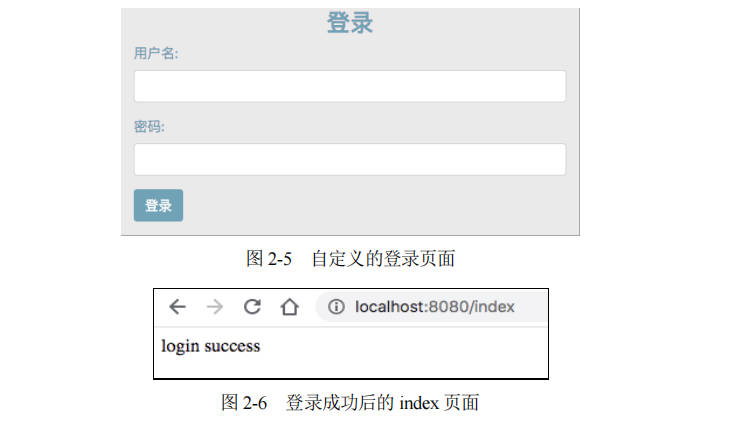 登录
用户名:
密码:
登录
图 2-5 自定义的登录页面
localhost:8080/index
login success
图 2-6 登录成功后的 index 页面